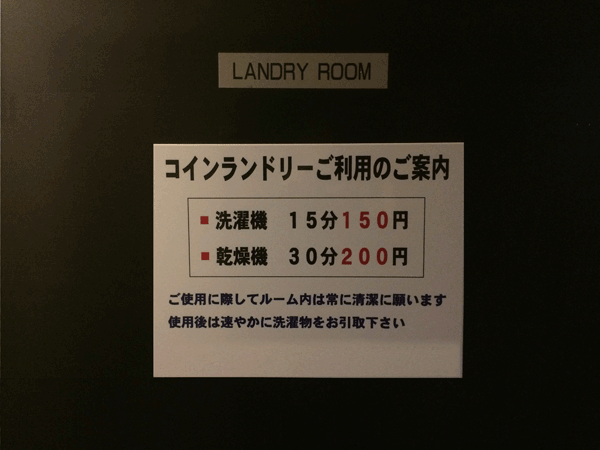 LANDRY ROOM
コインランドリーご利用のご案内
■洗濯機 15分150円
■乾燥機 30分200円
ご使用に際してルーム内は常に清潔に願います
使用後は速やかに洗濯物をお引取下さい